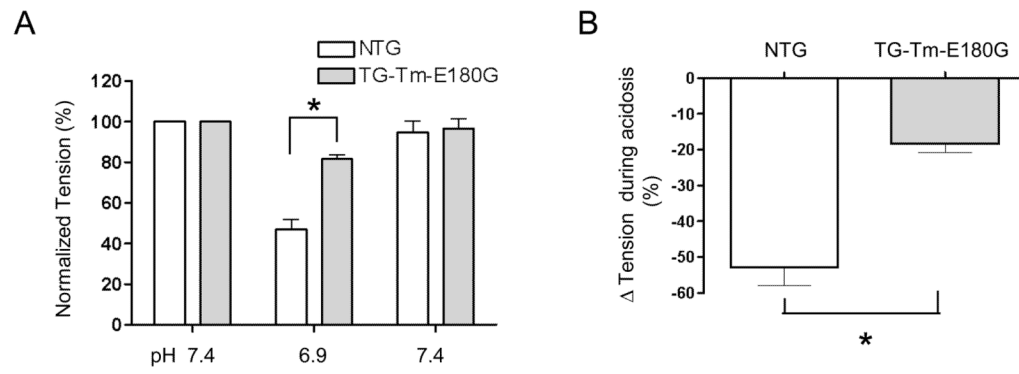 A
NTG
TG-Tm-E180G
Normalized Tension (%)
120
100
80
60
40
20
0
*
pH 7.4
6.9
7.4
B
NTG
TG-Tm-E180G
Δ Tension during acidosis
(%)
0
-10
-20
-30
-40
-50
-60
*